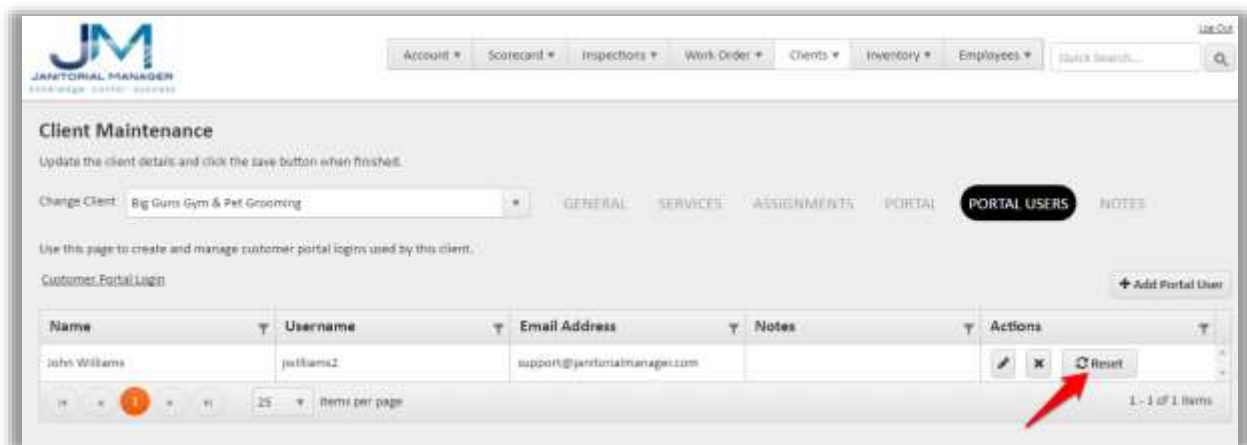 Log Out
JM
JANITORIAL MANAGER
Account Scorecard Inspections Work Order Clients Inventory Employees Quick Search...
Client Maintenance
Update the client details and click the save button when finished.
Change Client Big Guns Gym & Pet Grooming GENERAL SERVICES ASSIGNMENTS PORTAL PORTAL USERS NOTES
Use this page to create and manage customer portal logins used by this client.
Customer Portal Login
+ Add Portal User
Name Username Email Address Notes Actions
John Williams jwilliams2 support@janitorialmanager.com Reset
1 25 items per page 1 - 1 of 1 items